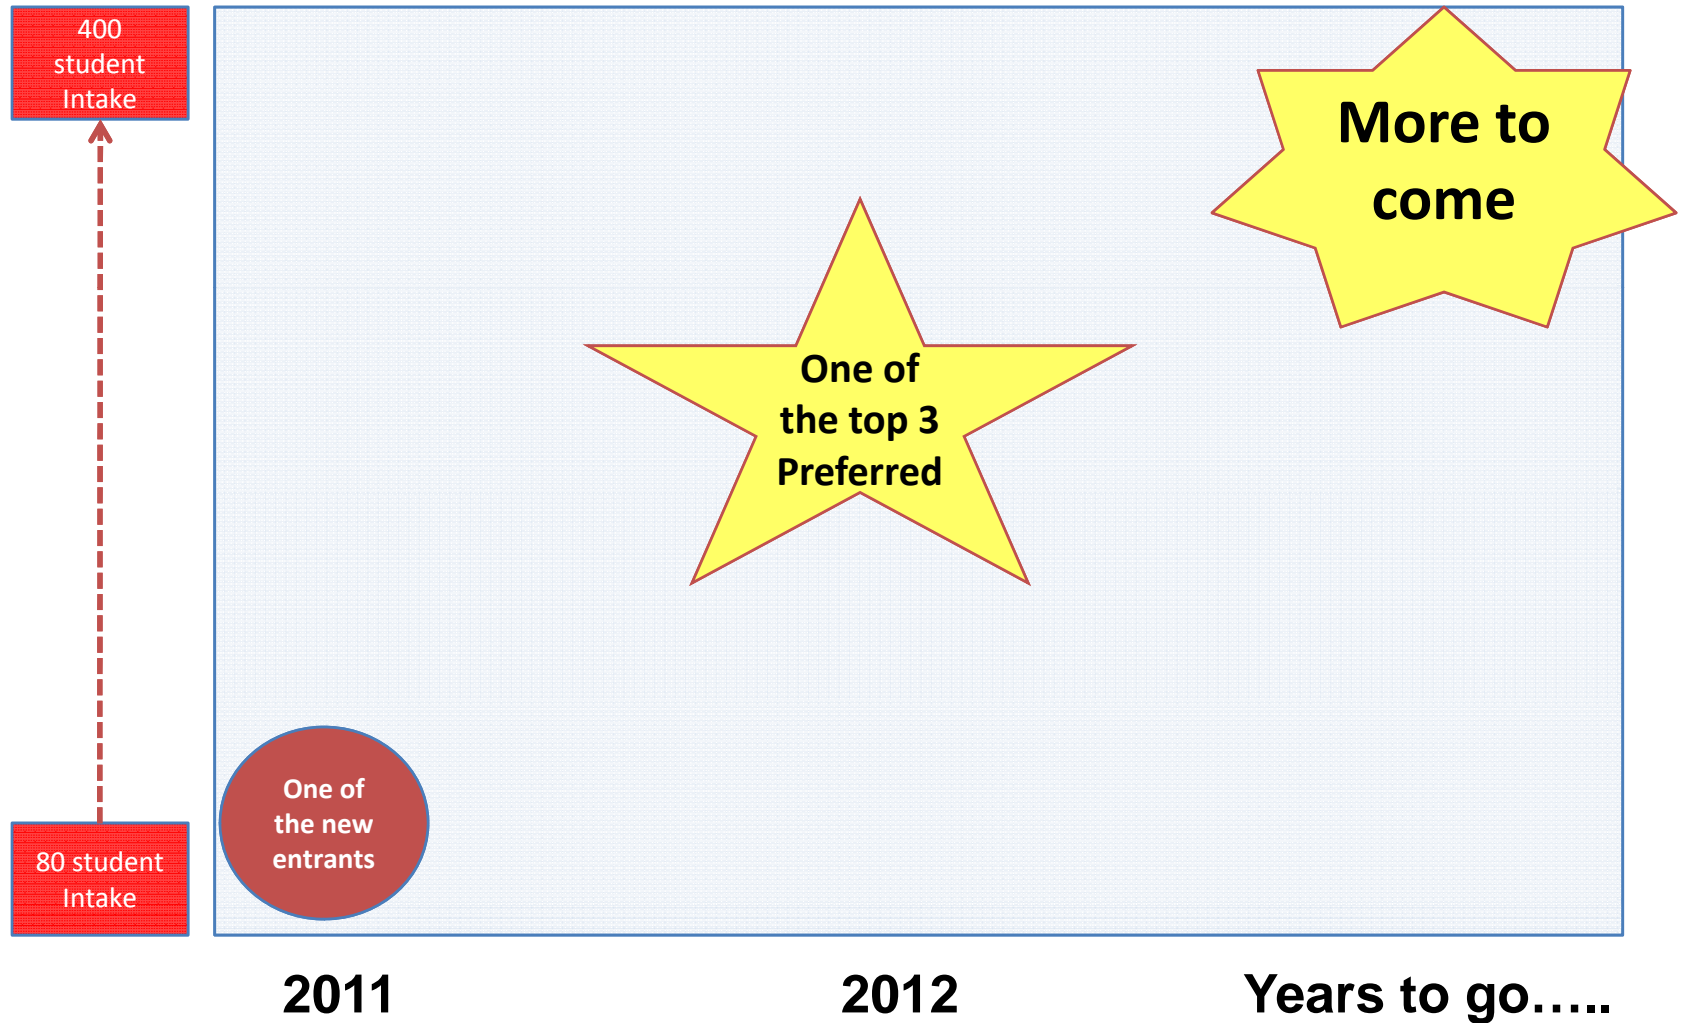 400
student
Intake
More to
come
One of
the top 3
Preferred
One of
the new
entrants
80 student
Intake
2011
2012
Years to go…..